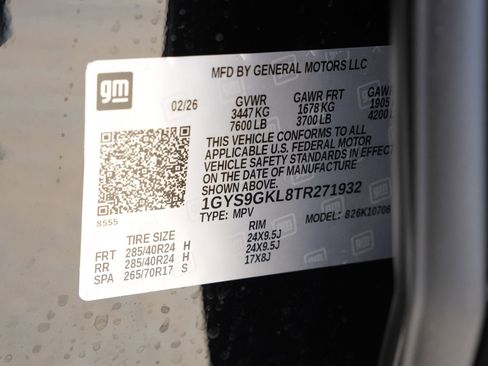 gm
MFD BY GENERAL MOTORS LLC
02/26 GVWR GAWR FRT GAWR
3447 KG 1678 KG 1905
7600 LB 3700 LB 4200
THIS VEHICLE CONFORMS TO ALL
APPLICABLE U.S. FEDERAL MOTOR
VEHICLE SAFETY STANDARDS IN EFFEC
ON THE DATE OF MANUFACTURE
SHOWN ABOVE.
1GYS9GKL8TR271932
8555 TYPE: MPV MODEL: 826K10706
TIRE SIZE RIM
FRT 285/40R24 H 24X9.5J
RR 285/40R24 H 24X9.5J
SPA 265/70R17 S 17X8J